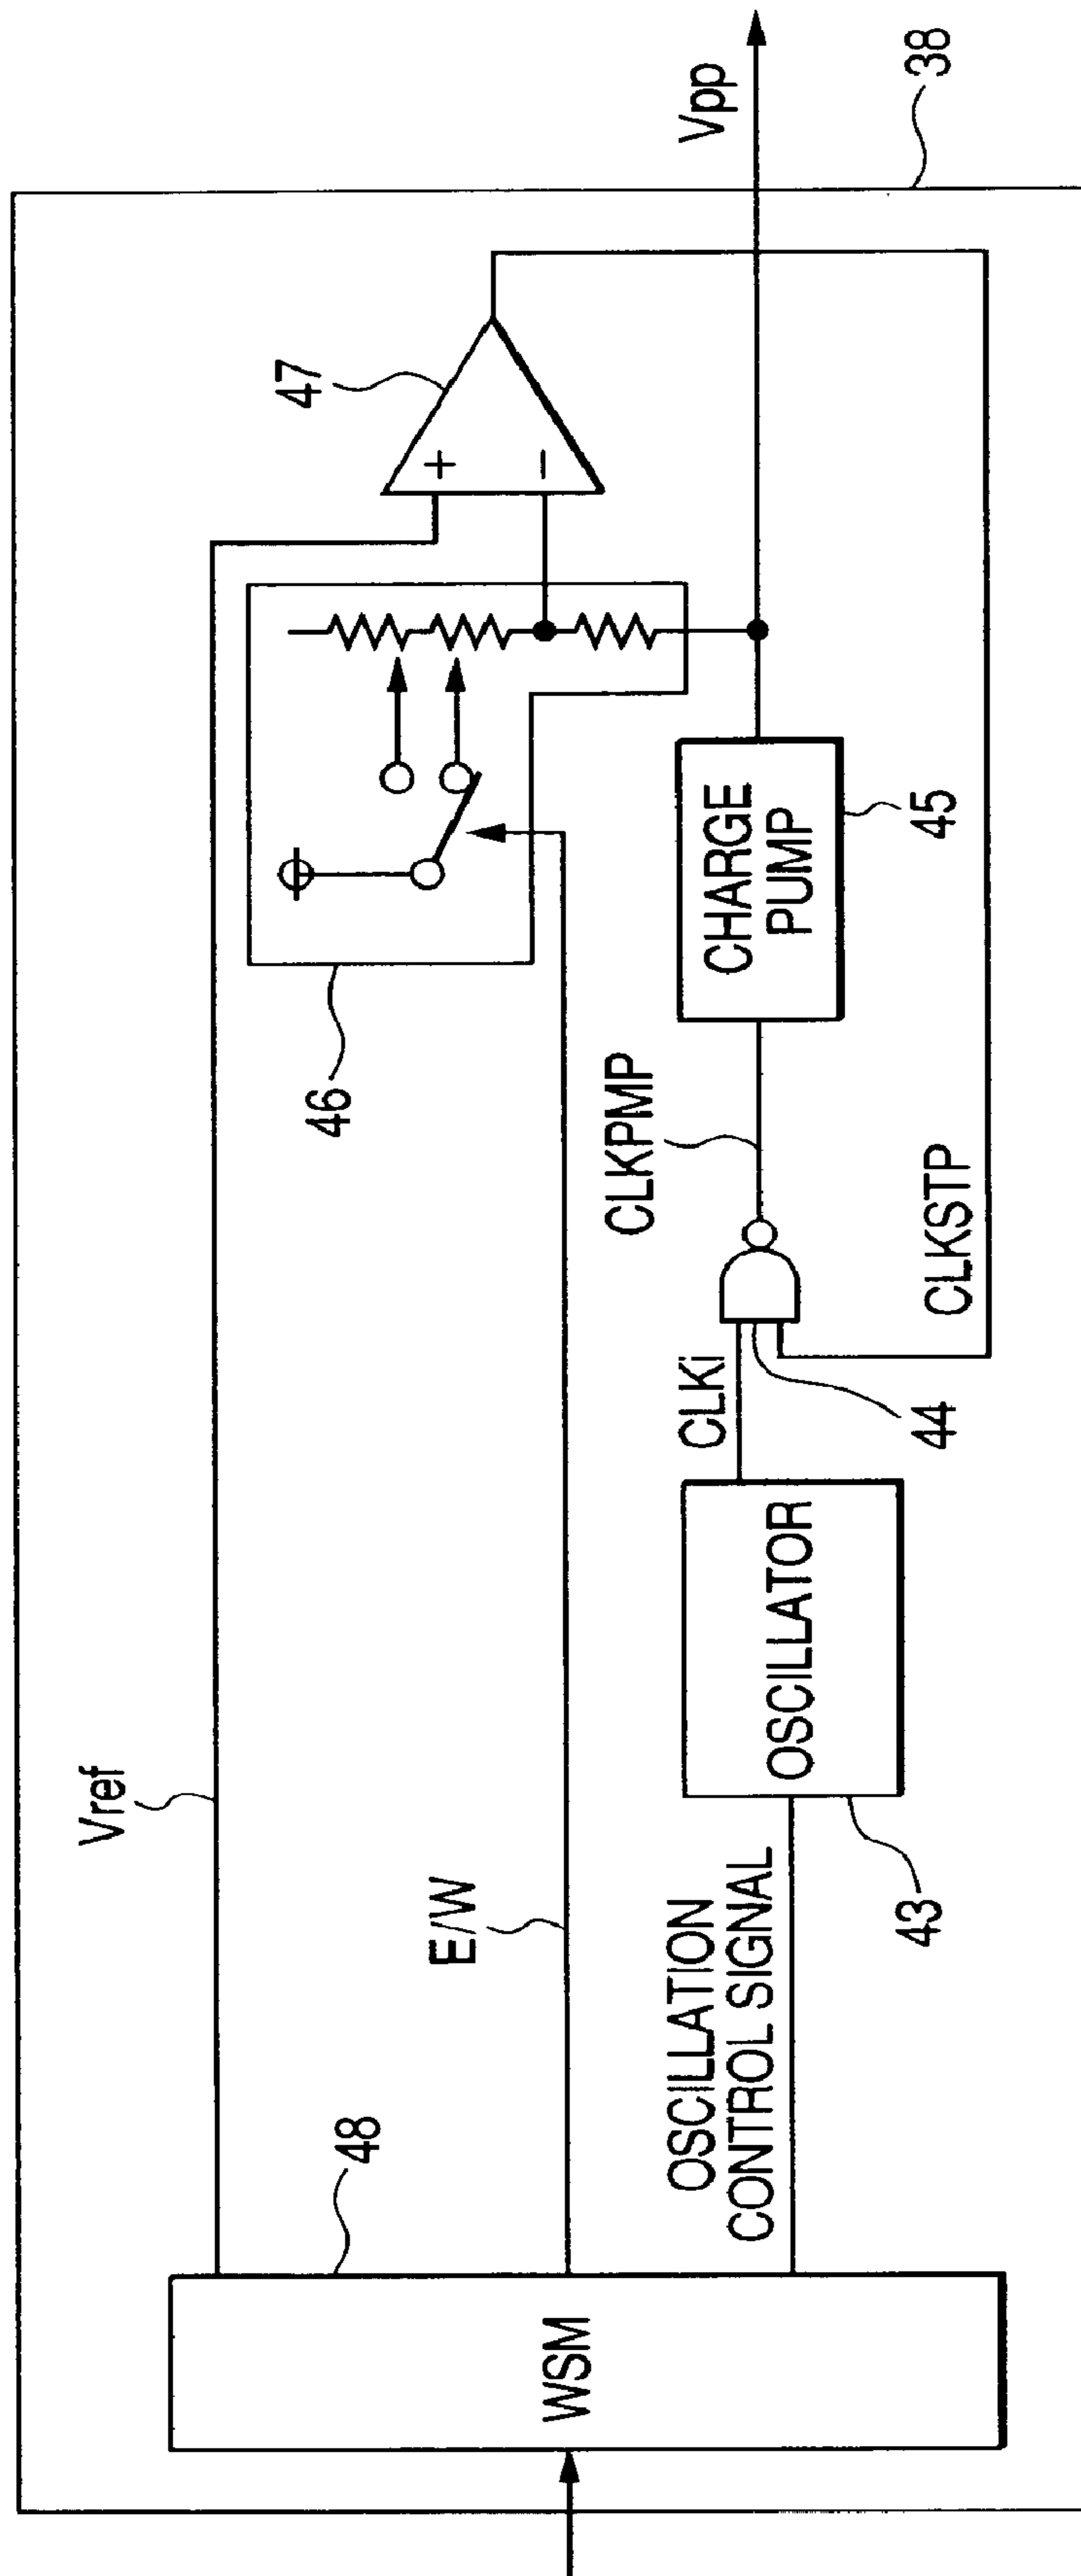 38
Vpp
47
Vref
46
E/W
48
WSM
OSCILLATION
CONTROL SIGNAL
43
OSCILLATOR
CLKi
44
CLKPMP
CLKSTP
CHARGE
PUMP
45
+
−